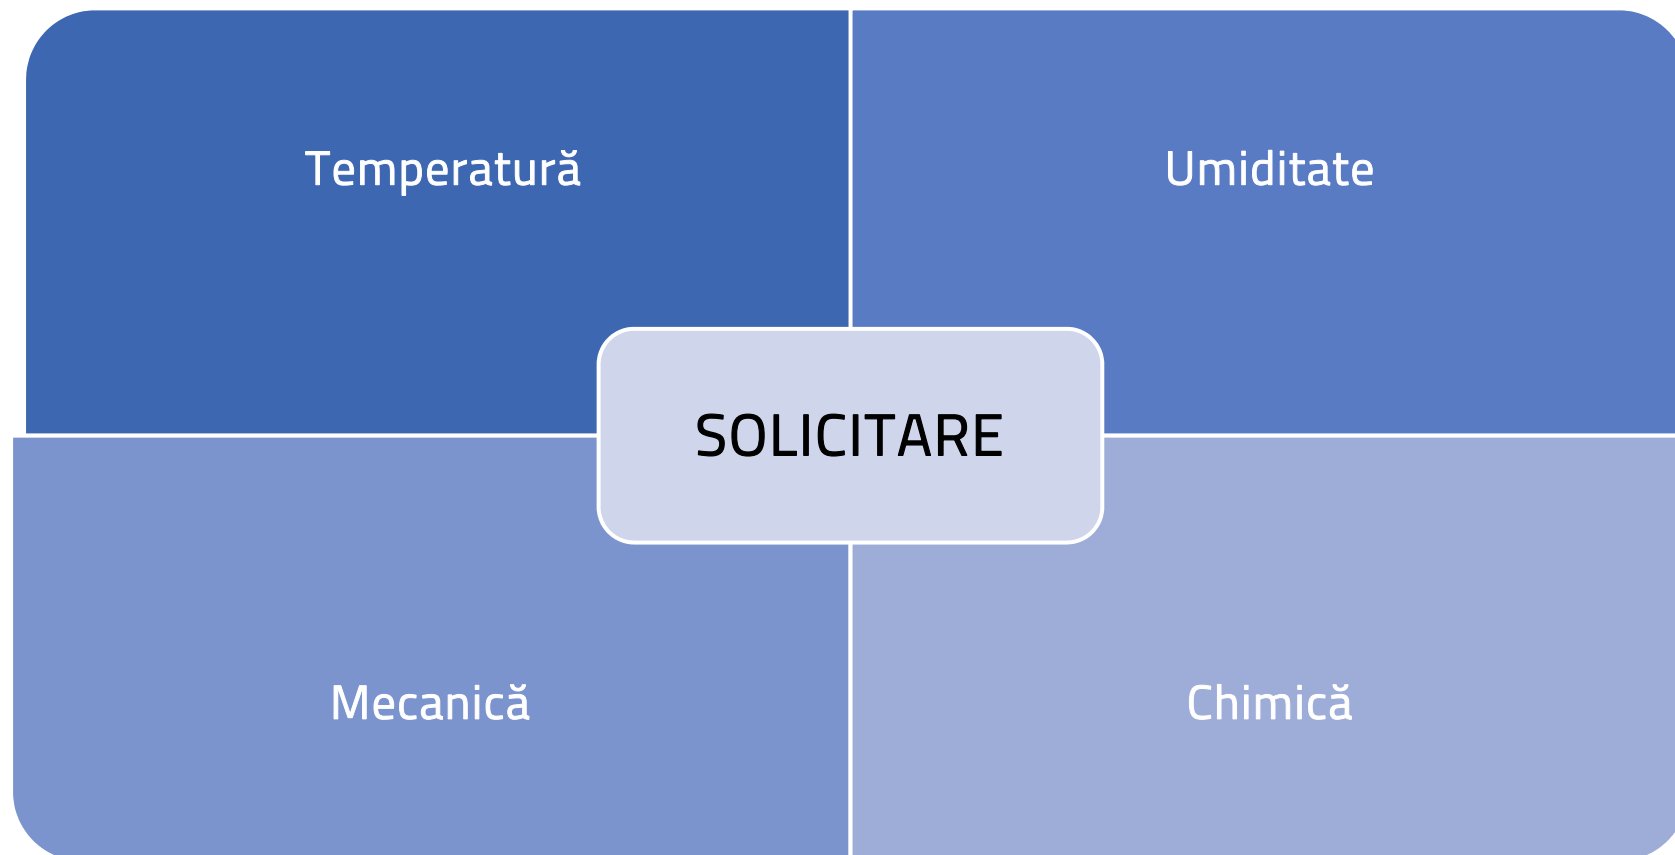 Temperatură
Umiditate
SOLICITARE
Mecanică
Chimică